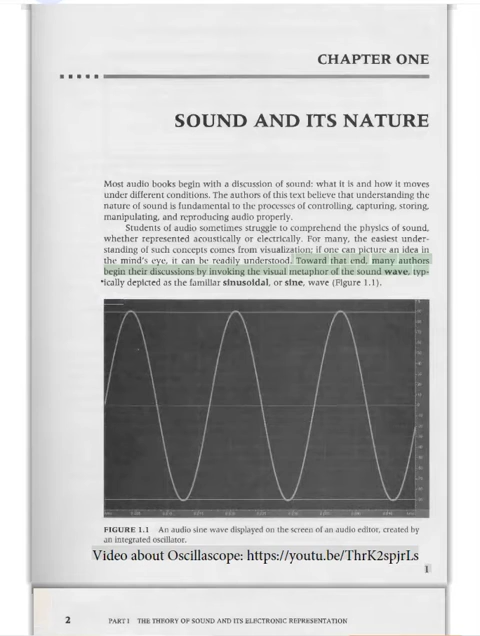 CHAPTER ONE
SOUND AND ITS NATURE
Most audio books begin with a discussion of sound: what it is and how it moves
under different conditions. The authors of this text believe that understanding the
nature of sound is fundamental to the processes of controlling, capturing, storing,
manipulating, and reproducing audio properly.
Students of audio sometimes struggle to comprehend the physics of sound,
whether represented acoustically or electrically. For many, the easiest under-
standing of such concepts comes from visualization; if one can picture an idea in
the mind's eye, it can be readily understood. Toward that end, many authors
begin their discussions by invoking the visual metaphor of the sound wave, typ-
ically depicted as the familiar sinusoidal, or sine, wave (Figure 1.1).
FIGURE 1.1 An audio sine wave displayed on the screen of an audio editor, created by
an integrated oscillator.
Video about Oscillascope: https://youtu.be/ThrK2spjrLs
1
2 PART I THE THEORY OF SOUND AND ITS ELECTRONIC REPRESENTATION